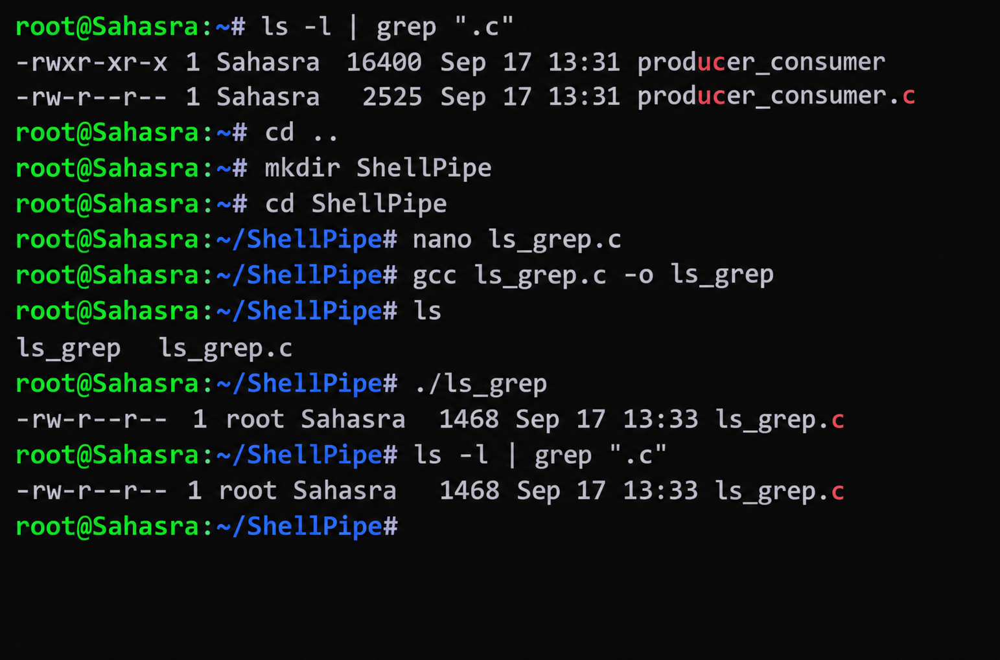 root@Sahasra:~# ls -l | grep ".c"
-rwxr-xr-x 1 Sahasra 16400 Sep 17 13:31 producer_consumer
-rw-r--r-- 1 Sahasra 2525 Sep 17 13:31 producer_consumer.c
root@Sahasra:~# cd ..
root@Sahasra:~# mkdir ShellPipe
root@Sahasra:~# cd ShellPipe
root@Sahasra:~/ShellPipe# nano ls_grep.c
root@Sahasra:~/ShellPipe# gcc ls_grep.c -o ls_grep
root@Sahasra:~/ShellPipe# ls
ls_grep ls_grep.c
root@Sahasra:~/ShellPipe# ./ls_grep
-rw-r--r-- 1 root Sahasra 1468 Sep 17 13:33 ls_grep.c
root@Sahasra:~/ShellPipe# ls -l | grep ".c"
-rw-r--r-- 1 root Sahasra 1468 Sep 17 13:33 ls_grep.c
root@Sahasra:~/ShellPipe#